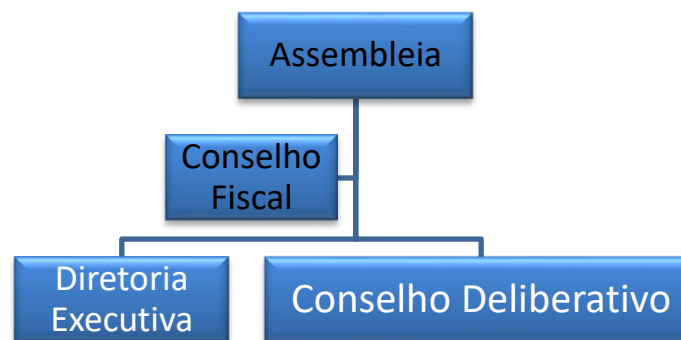 Assembleia
Conselho
Fiscal
Diretoria
Executiva
Conselho Deliberativo